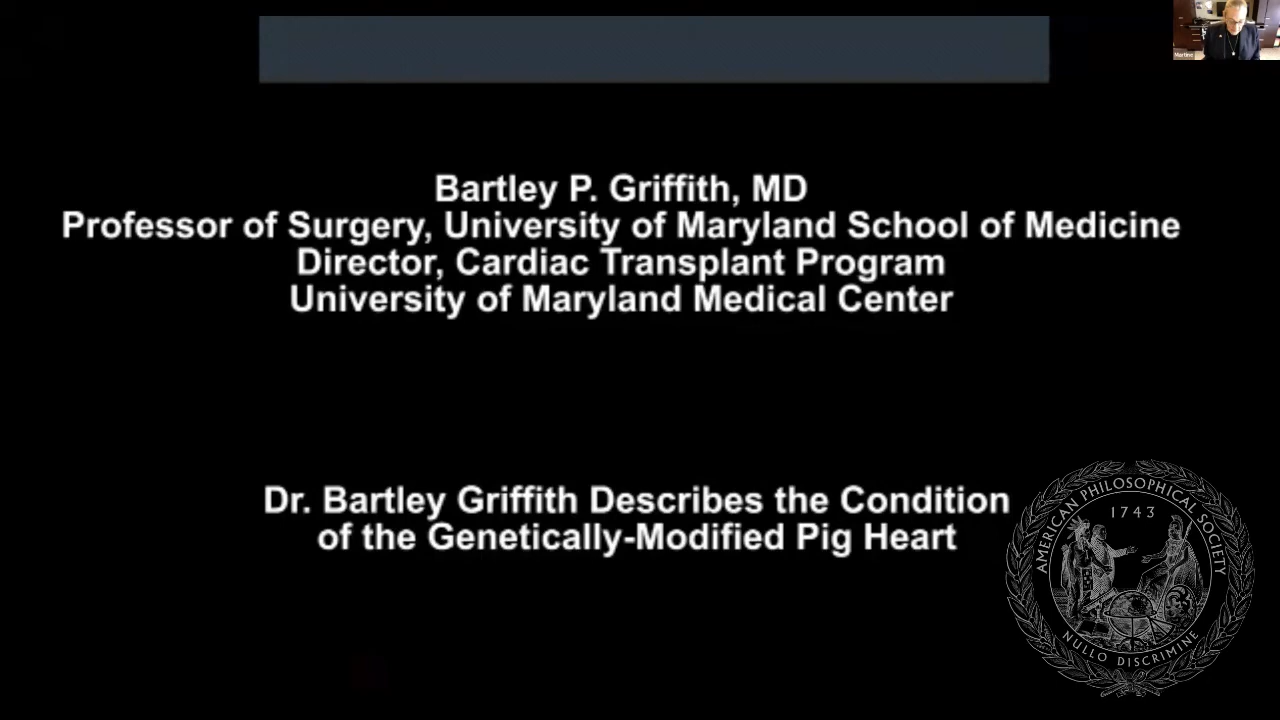 Martine
Bartley P. Griffith, MD
Professor of Surgery, University of Maryland School of Medicine
Director, Cardiac Transplant Program
University of Maryland Medical Center
Dr. Bartley Griffith Describes the Condition
of the Genetically-Modified Pig Heart
AMERICAN PHILOSOPHICAL SOCIETY
1743
NULLO DISCRIMINE